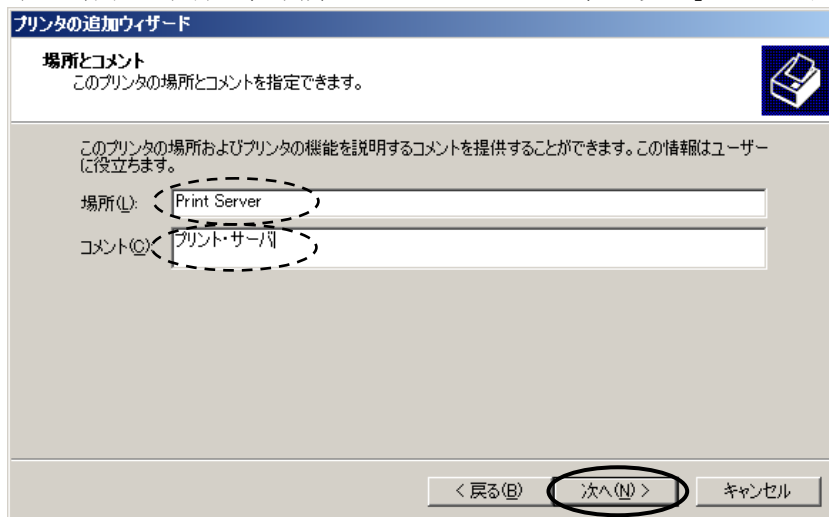 プリンタの追加ウィザード
場所とコメント
このプリンタの場所とコメントを指定できます。
このプリンタの場所およびプリンタの機能を説明するコメントを提供することができます。この情報はユーザー
に役立ちます。
場所(L): Print Server
コメント(C): プリント・サーバ
< 戻る(B) 次へ(N) > キャンセル